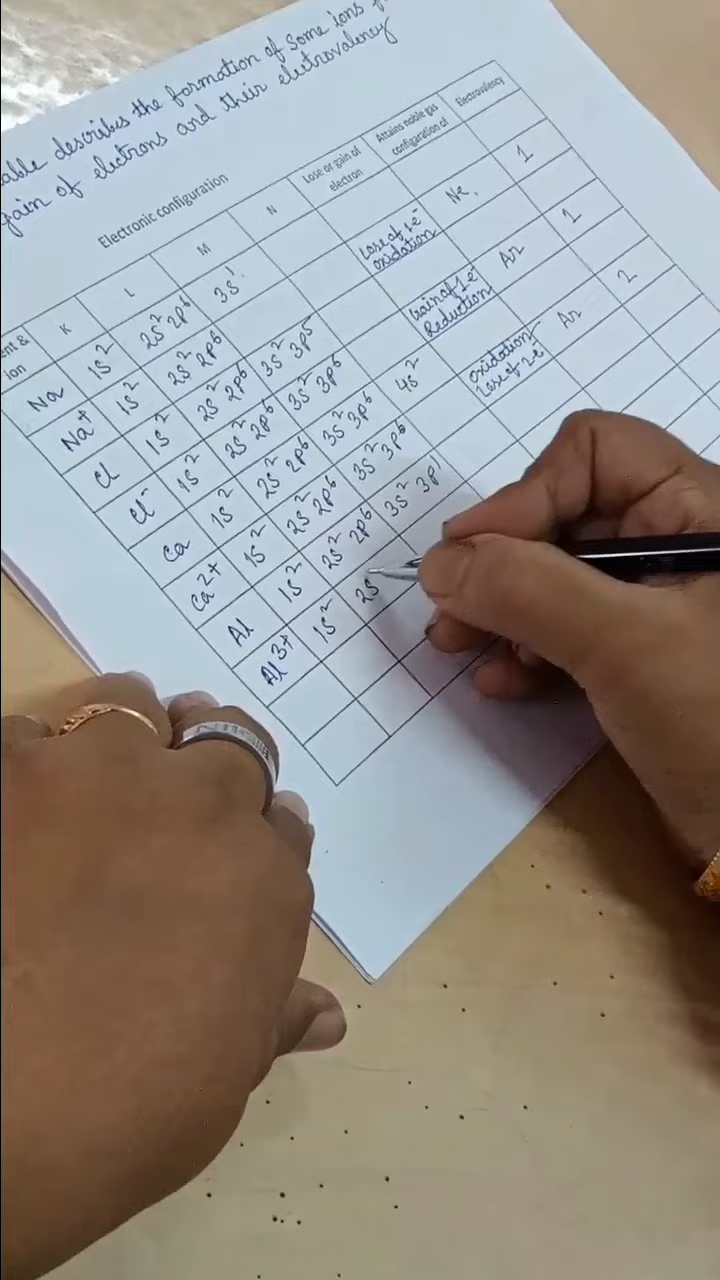 able describes the formation of some ions
gain of electrons and their electrovalency
Electronic configuration
Lose or gain of electron
Attains noble gas configuration of
Electrovalency
ent & ion K L M N
Na 1S² 2S² 2P⁶ 3S¹
Na⁺ 1S² 2S² 2P⁶ Lose of 1e⁻ oxidation Ne. 1
Cl 1S² 2S² 2P⁶ 3S² 3P⁵
Cl⁻ 1S² 2S² 2P⁶ 3S² 3P⁶ Gain of 1e⁻ Reduction Ar 1
Ca 1S² 2S² 2P⁶ 3S² 3P⁶ 4S²
Ca²⁺ 1S² 2S² 2P⁶ 3S² 3P⁶ oxidation Lose of 2e⁻ Ar 2
Al 1S² 2S² 2P⁶ 3S² 3P¹
Al³⁺ 1S² 2S